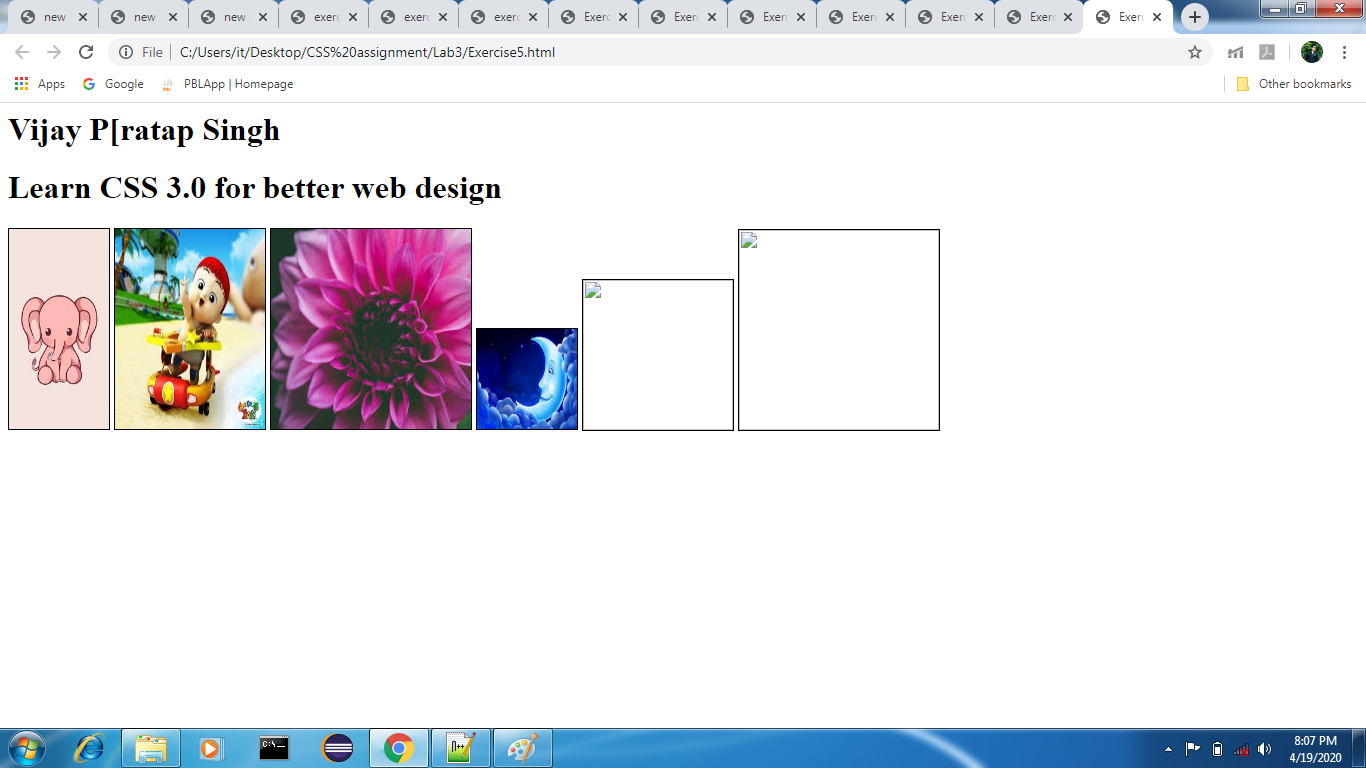 new new new exerc exerc exerc Exerc Exerc Exerc Exerc Exerc Exerc Exerc
File C:/Users/it/Desktop/CSS%20assignment/Lab3/Exercise5.html
Apps Google PBLApp | Homepage Other bookmarks
Vijay P[ratap Singh
Learn CSS 3.0 for better web design
8:07 PM
4/19/2020